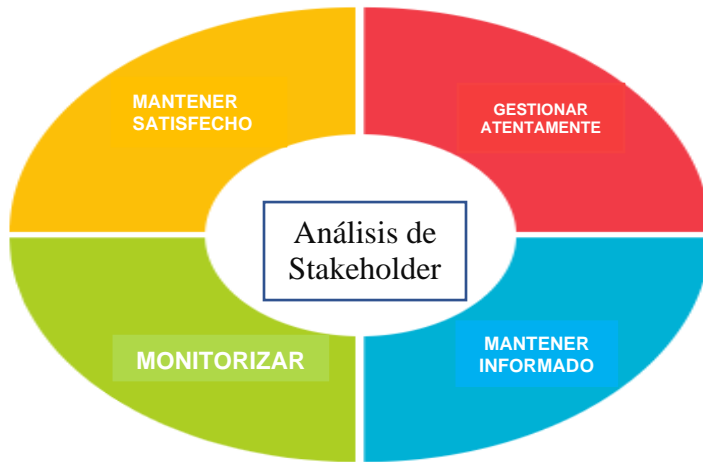 MANTENER
SATISFECHO
GESTIONAR
ATENTAMENTE
Análisis de
Stakeholder
MONITORIZAR
MANTENER
INFORMADO